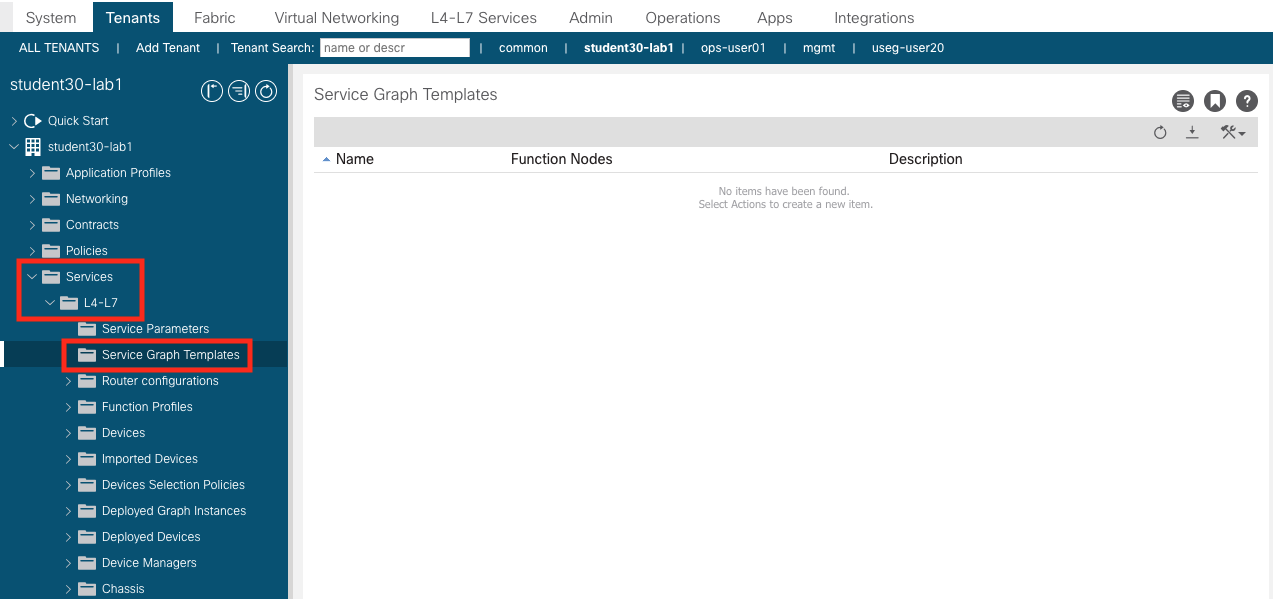 System Tenants Fabric Virtual Networking L4-L7 Services Admin Operations Apps Integrations
ALL TENANTS | Add Tenant | Tenant Search: name or descr | common | student30-lab1 | ops-user01 | mgmt | useg-user20
student30-lab1
Quick Start
student30-lab1
Application Profiles
Networking
Contracts
Policies
Services
L4-L7
Service Parameters
Service Graph Templates
Router configurations
Function Profiles
Devices
Imported Devices
Devices Selection Policies
Deployed Graph Instances
Deployed Devices
Device Managers
Chassis
Service Graph Templates
Name Function Nodes Description
No items have been found.
Select Actions to create a new item.